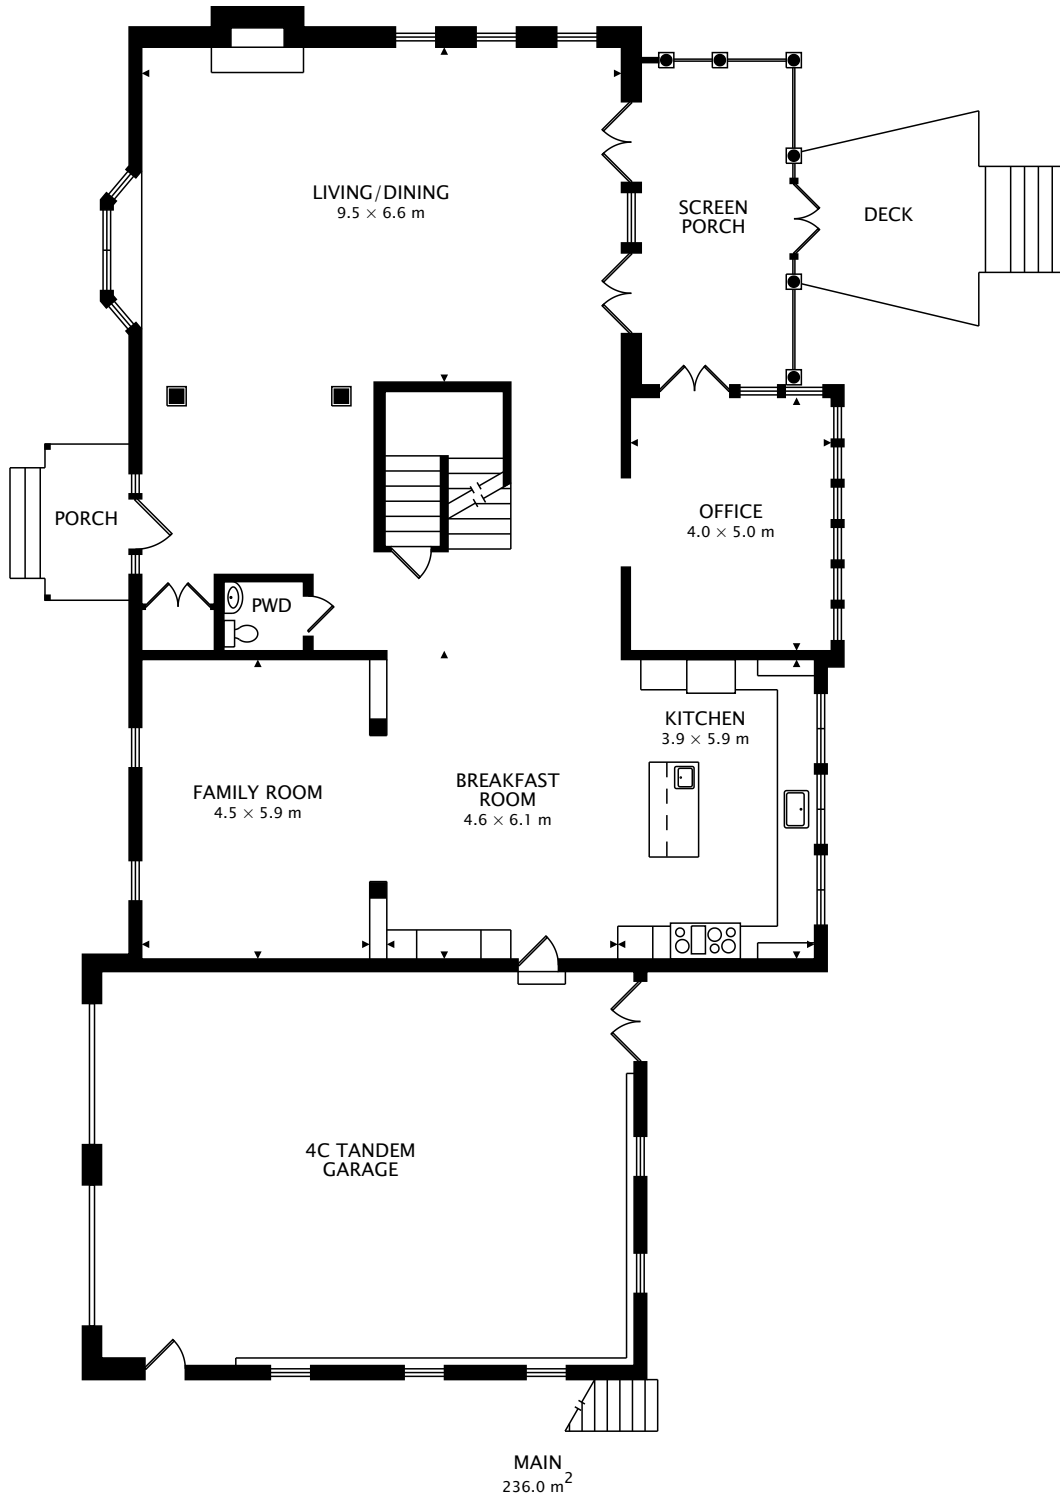 LIVING/DINING
9.5 × 6.6 m
SCREEN
PORCH
DECK
PORCH
OFFICE
4.0 × 5.0 m
PWD
KITCHEN
3.9 × 5.9 m
FAMILY ROOM
4.5 × 5.9 m
BREAKFAST
ROOM
4.6 × 6.1 m
4C TANDEM
GARAGE
MAIN
236.0 m²